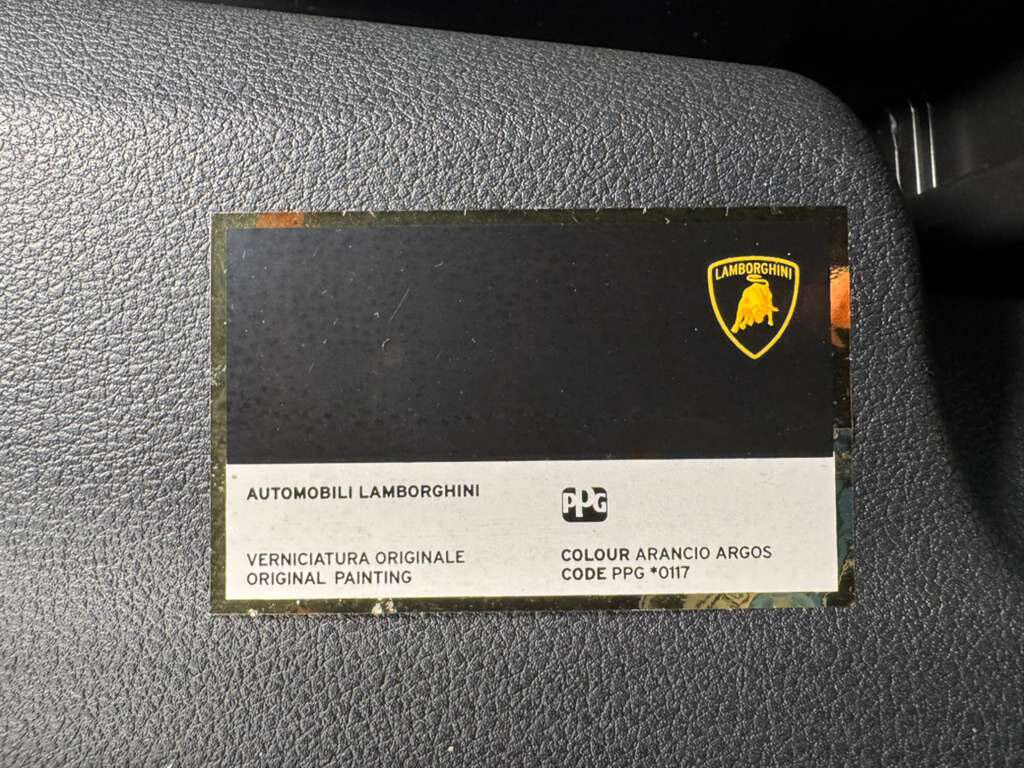 LAMBORGHINI
AUTOMOBILI LAMBORGHINI
PPG
VERNICIATURA ORIGINALE
ORIGINAL PAINTING
COLOUR ARANCIO ARGOS
CODE PPG *0117